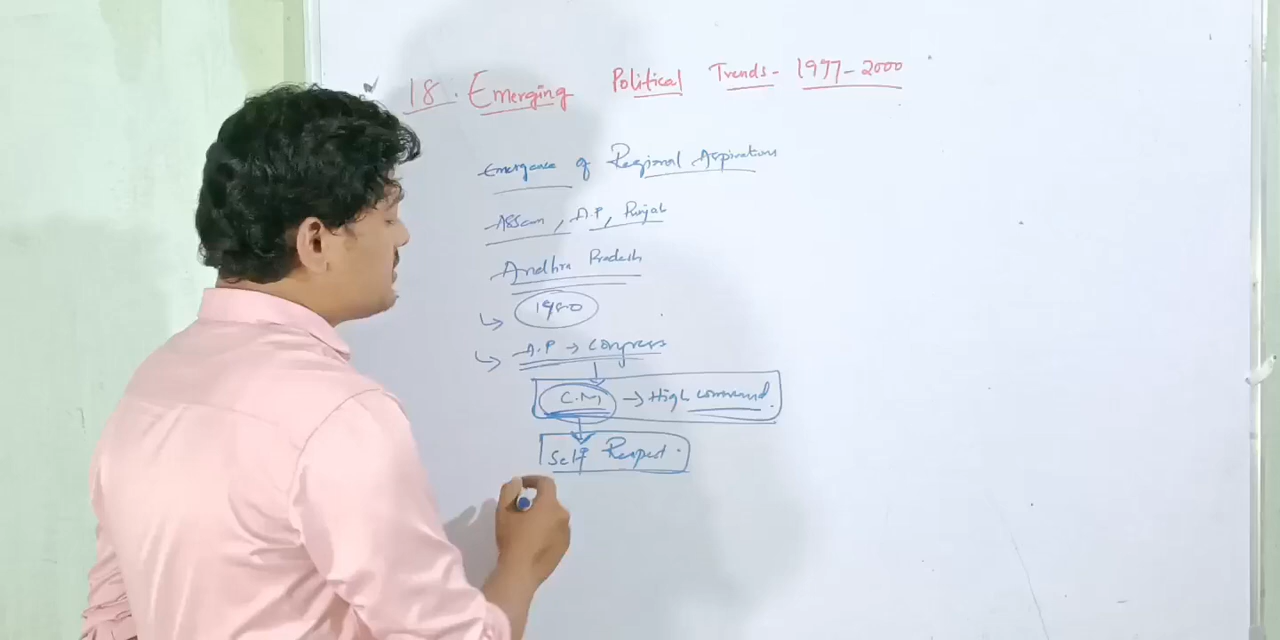 18. Emerging Political Trends - 1977-2000
Emergence of Regional Aspirations
Assam, A.P, Punjab
Andhra Pradesh
↳ 1980
↳ A.P → Congress
C.M → High Command.
Self Respect.